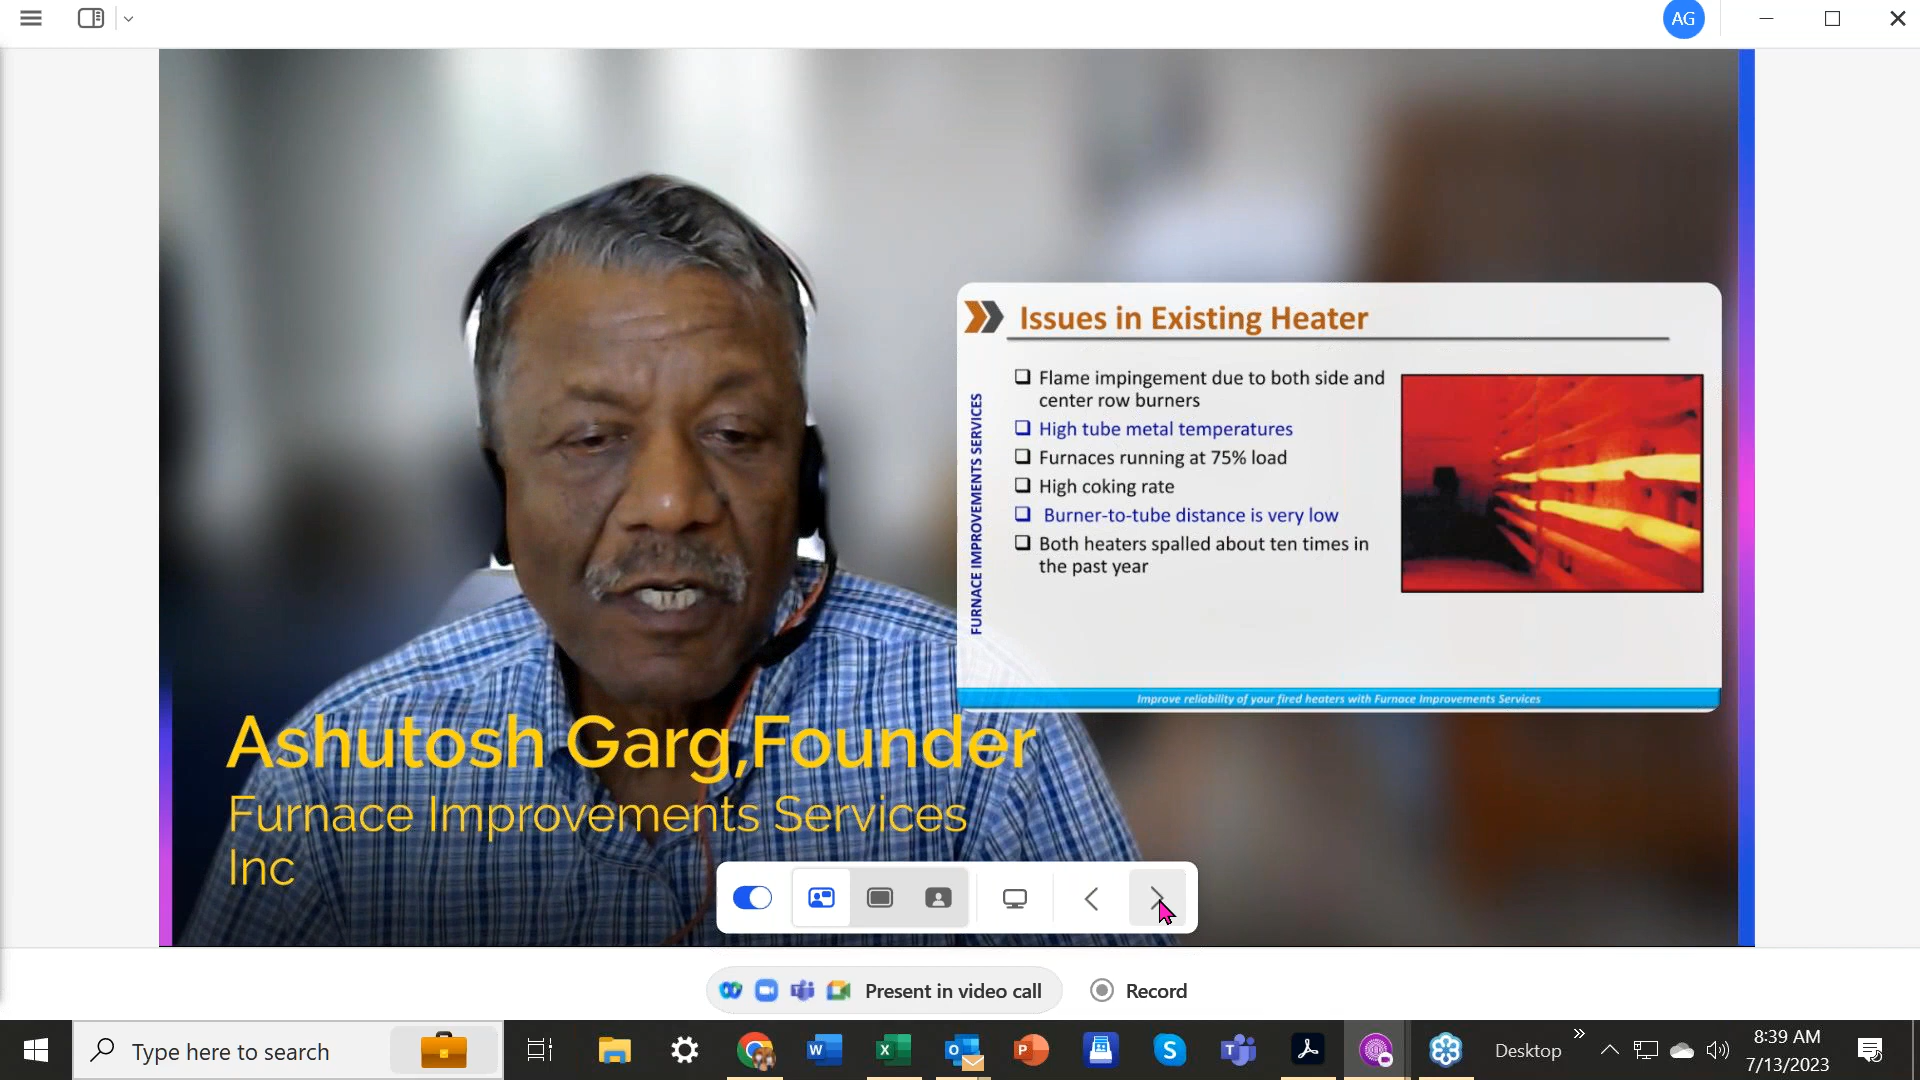 AG
Issues in Existing Heater
FURNACE IMPROVEMENTS SERVICES
❑ Flame impingement due to both side and
center row burners
❑ High tube metal temperatures
❑ Furnaces running at 75% load
❑ High coking rate
❑ Burner-to-tube distance is very low
❑ Both heaters spalled about ten times in
the past year
Improve reliability of your fired heaters with Furnace Improvements Services
Ashutosh Garg,Founder
Furnace Improvements Services
Inc
Present in video call
Record
Type here to search
Desktop
8:39 AM
7/13/2023